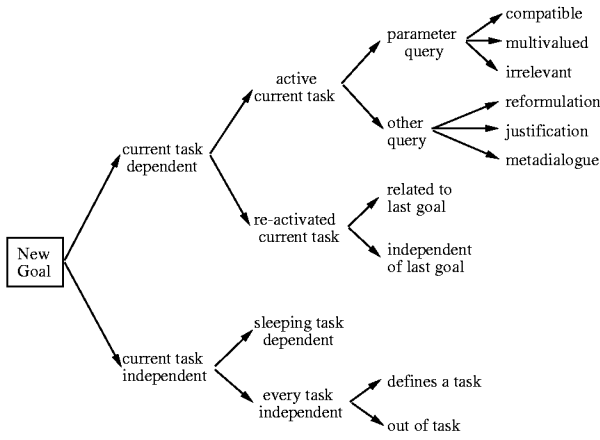 New
Goal
current task
dependent
active
current task
parameter
query
compatible
multivalued
irrelevant
other
query
reformulation
justification
metadialogue
re-activated
current task
related to
last goal
independent
of last goal
current task
independent
sleeping task
dependent
every task
independent
defines a task
out of task